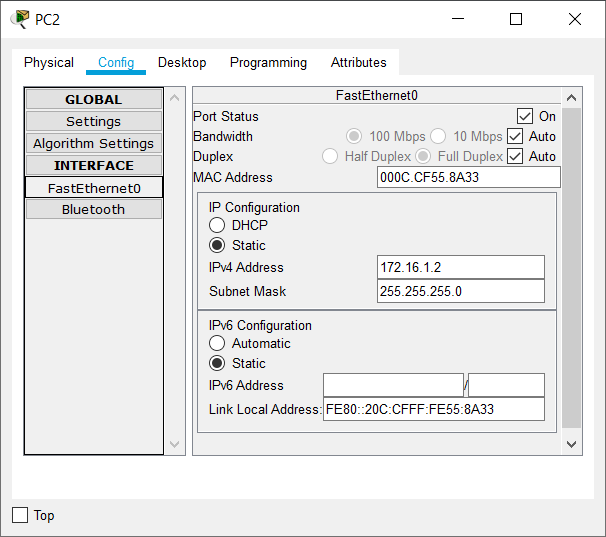 PC2
Physical Config Desktop Programming Attributes
GLOBAL
Settings
Algorithm Settings
INTERFACE
FastEthernet0
Bluetooth
FastEthernet0
Port Status On
Bandwidth 100 Mbps 10 Mbps Auto
Duplex Half Duplex Full Duplex Auto
MAC Address 000C.CF55.8A33
IP Configuration
DHCP
Static
IPv4 Address 172.16.1.2
Subnet Mask 255.255.255.0
IPv6 Configuration
Automatic
Static
IPv6 Address /
Link Local Address: FE80::20C:CFFF:FE55:8A33
Top